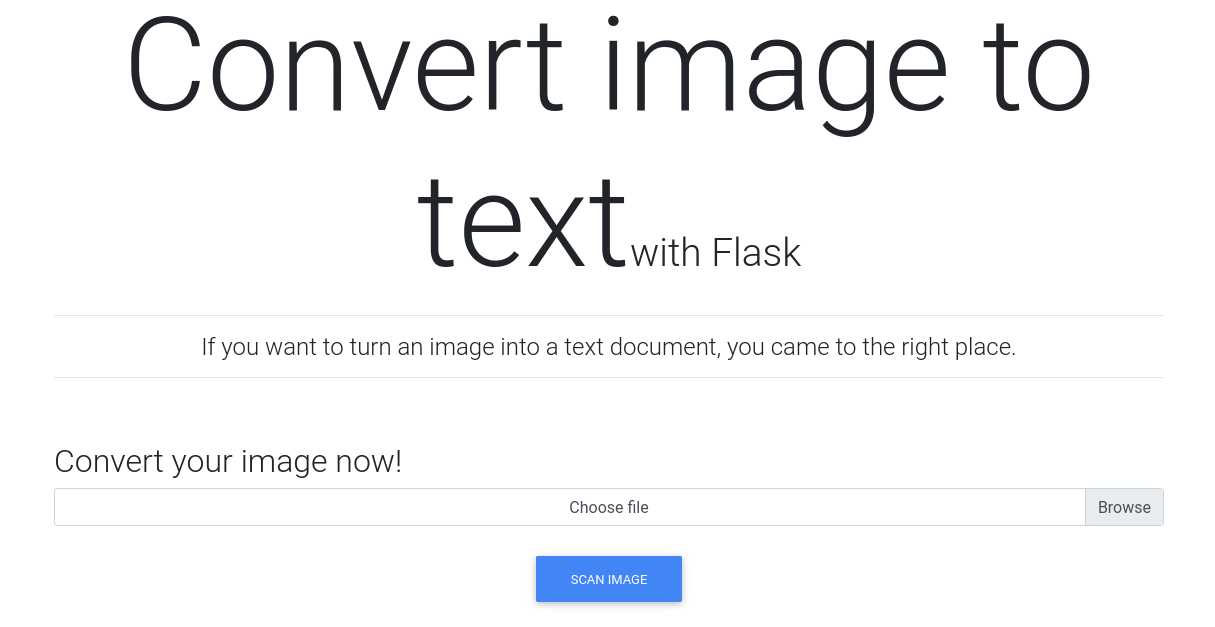 Convert image to
text with Flask
If you want to turn an image into a text document, you came to the right place.
Convert your image now!
Choose file Browse
SCAN IMAGE